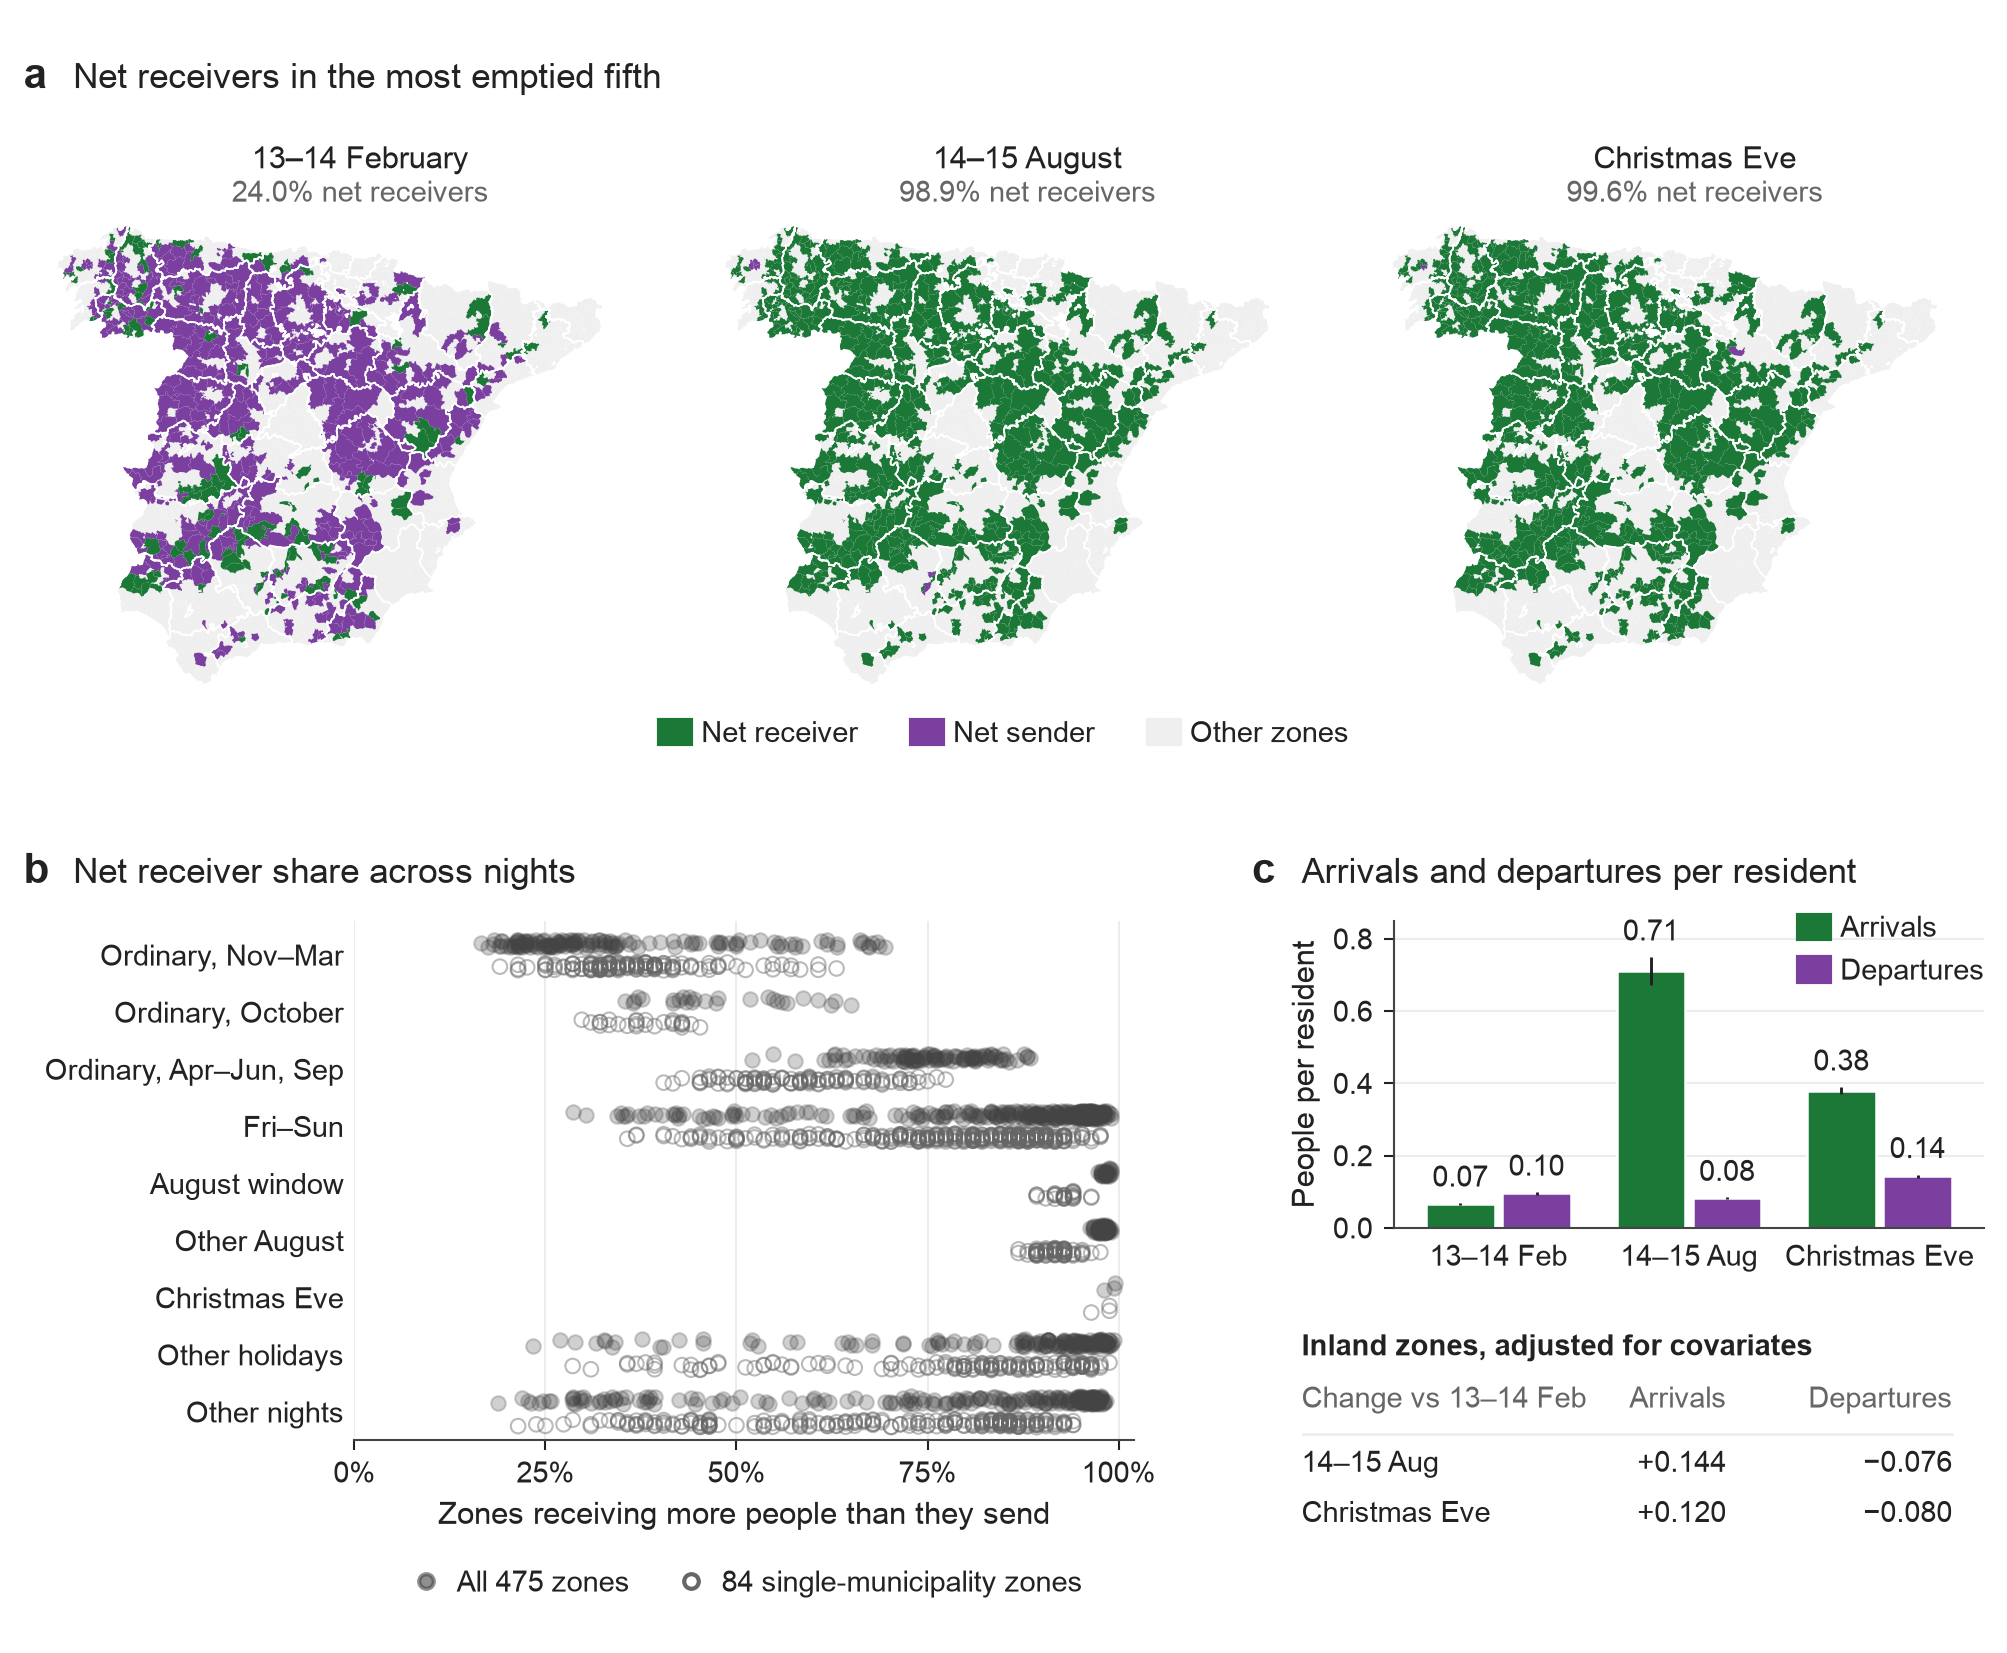 a Net receivers in the most emptied fifth
13–14 February
24.0% net receivers
14–15 August
98.9% net receivers
Christmas Eve
99.6% net receivers
Net receiver
Net sender
Other zones
b Net receiver share across nights
Ordinary, Nov–Mar
Ordinary, October
Ordinary, Apr–Jun, Sep
Fri–Sun
August window
Other August
Christmas Eve
Other holidays
Other nights
0% 25% 50% 75% 100%
Zones receiving more people than they send
All 475 zones
84 single-municipality zones
c Arrivals and departures per resident
Arrivals
Departures
People per resident
0.8
0.6
0.4
0.2
0.0
0.07
0.10
0.71
0.08
0.38
0.14
13–14 Feb 14–15 Aug Christmas Eve
Inland zones, adjusted for covariates
Change vs 13–14 Feb Arrivals Departures
14–15 Aug +0.144 −0.076
Christmas Eve +0.120 −0.080